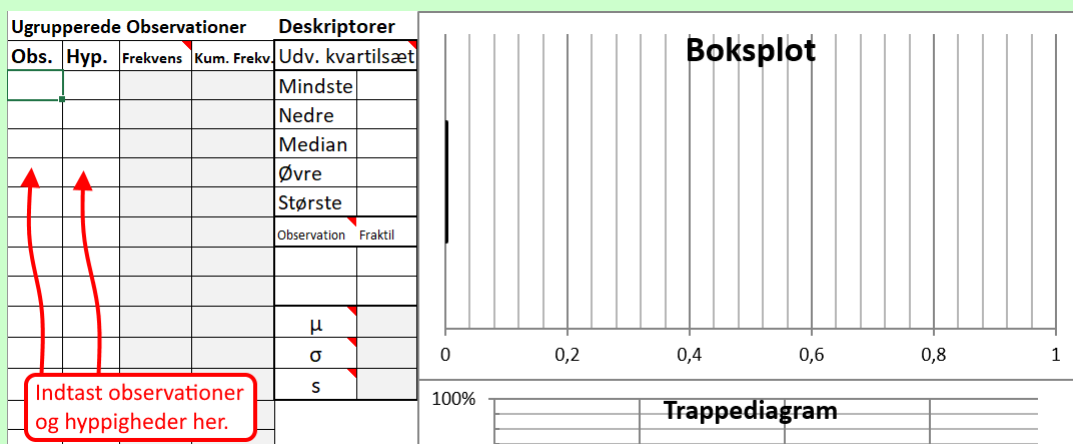 Ugrupperede Observationer Deskriptorer
Obs. Hyp. Frekvens Kum. Frekv. Udv. kvartilsæt
Mindste
Nedre
Median
Øvre
Største
Observation Fraktil
μ
σ
s
Indtast observationer
og hyppigheder her.
Boksplot
0 0,2 0,4 0,6 0,8 1
100%
Trappediagram